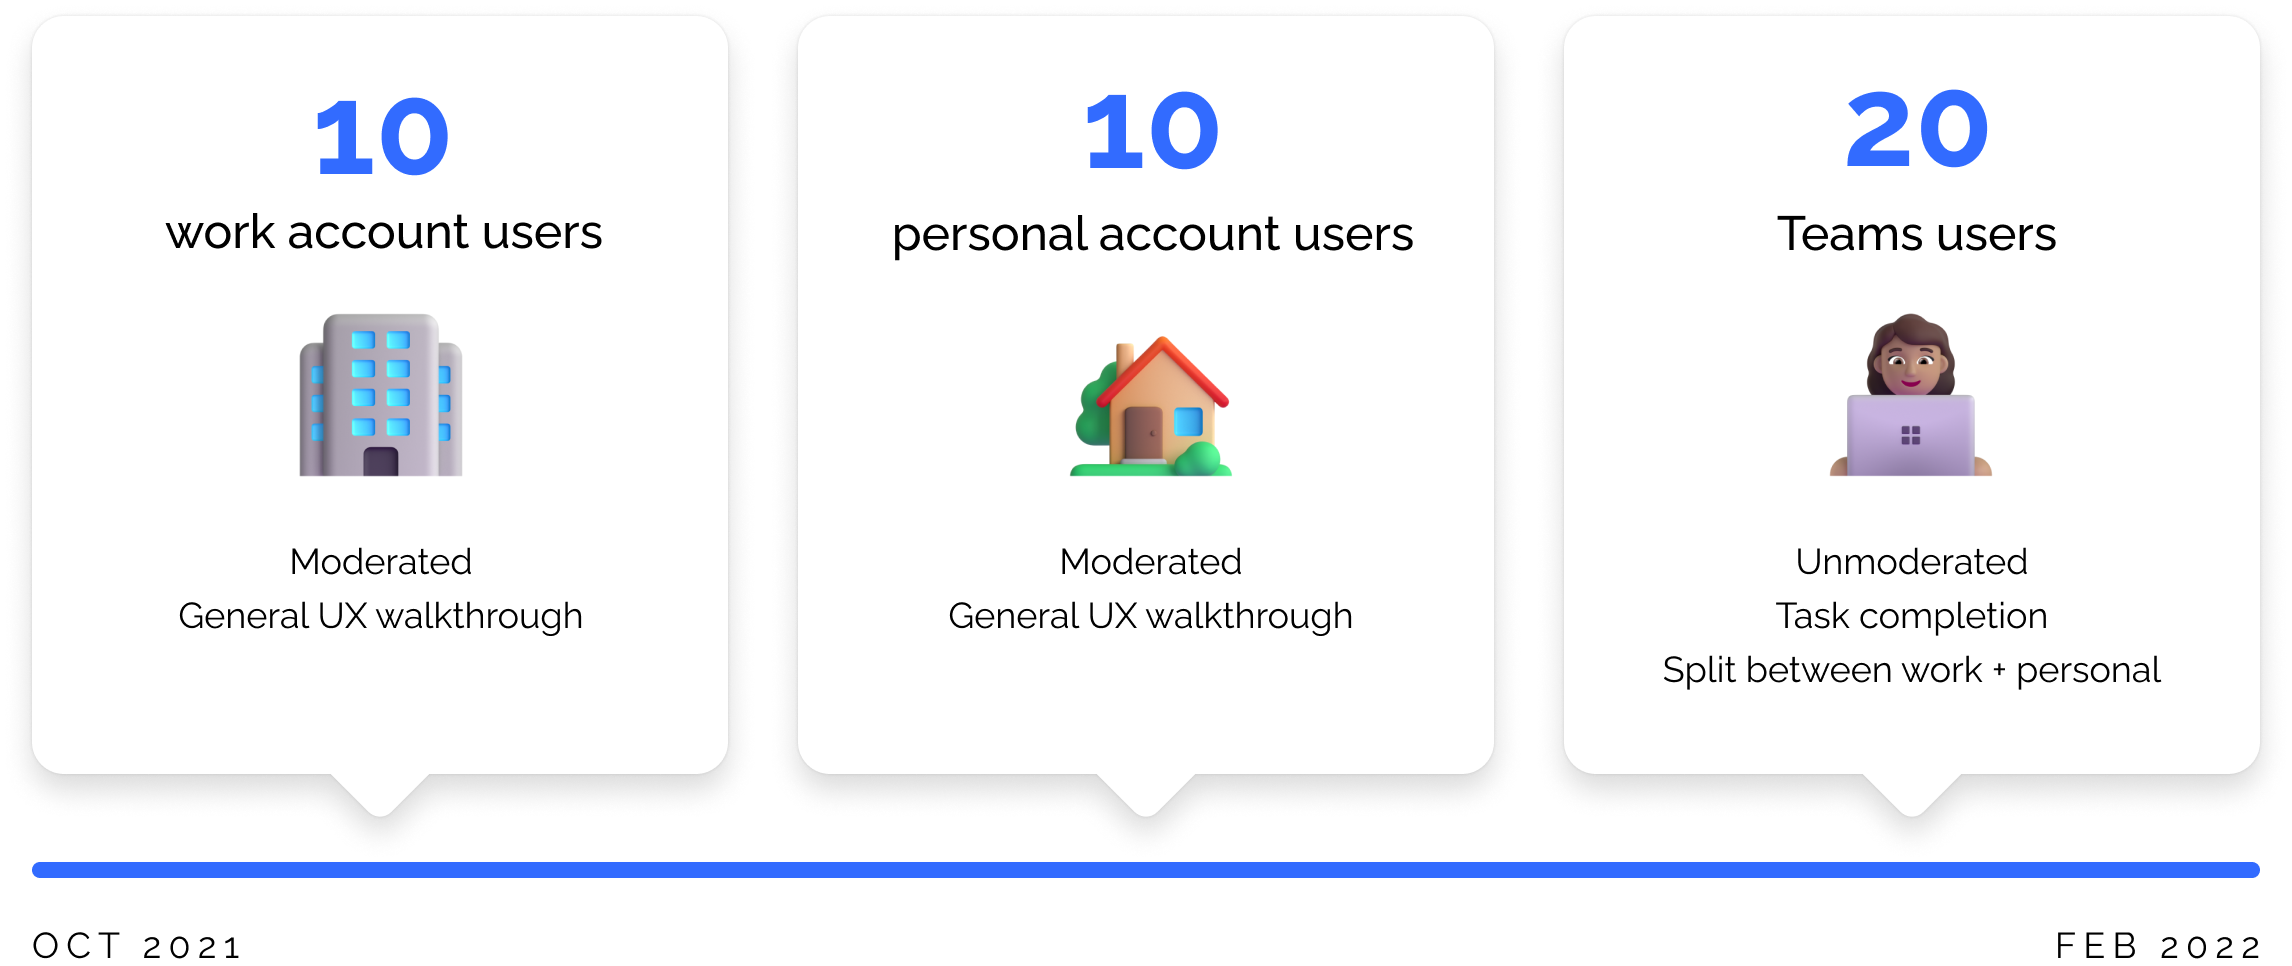 10
work account users
Moderated
General UX walkthrough
10
personal account users
Moderated
General UX walkthrough
20
Teams users
Unmoderated
Task completion
Split between work + personal
OCT 2021
FEB 2022